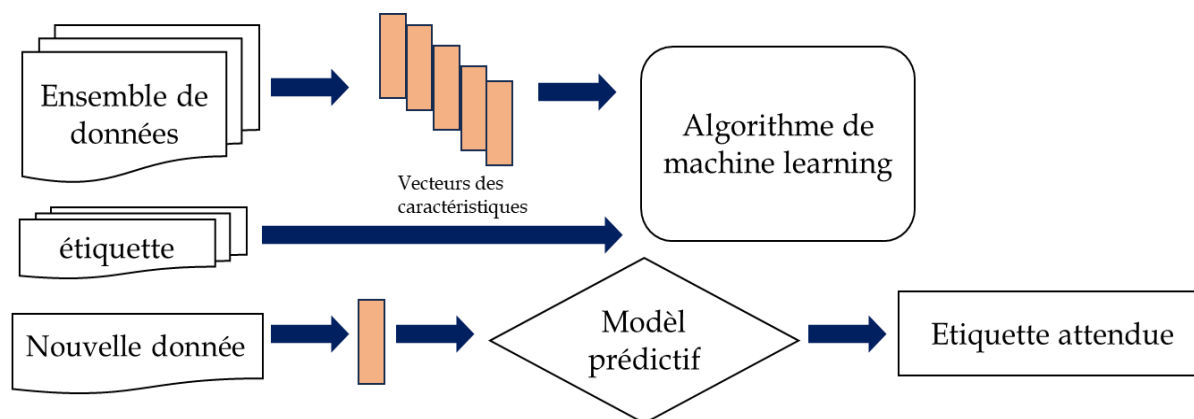 Ensemble de
données
Vecteurs des
caractéristiques
Algorithme de
machine learning
étiquette
Nouvelle donnée
Modèl
prédictif
Etiquette attendue